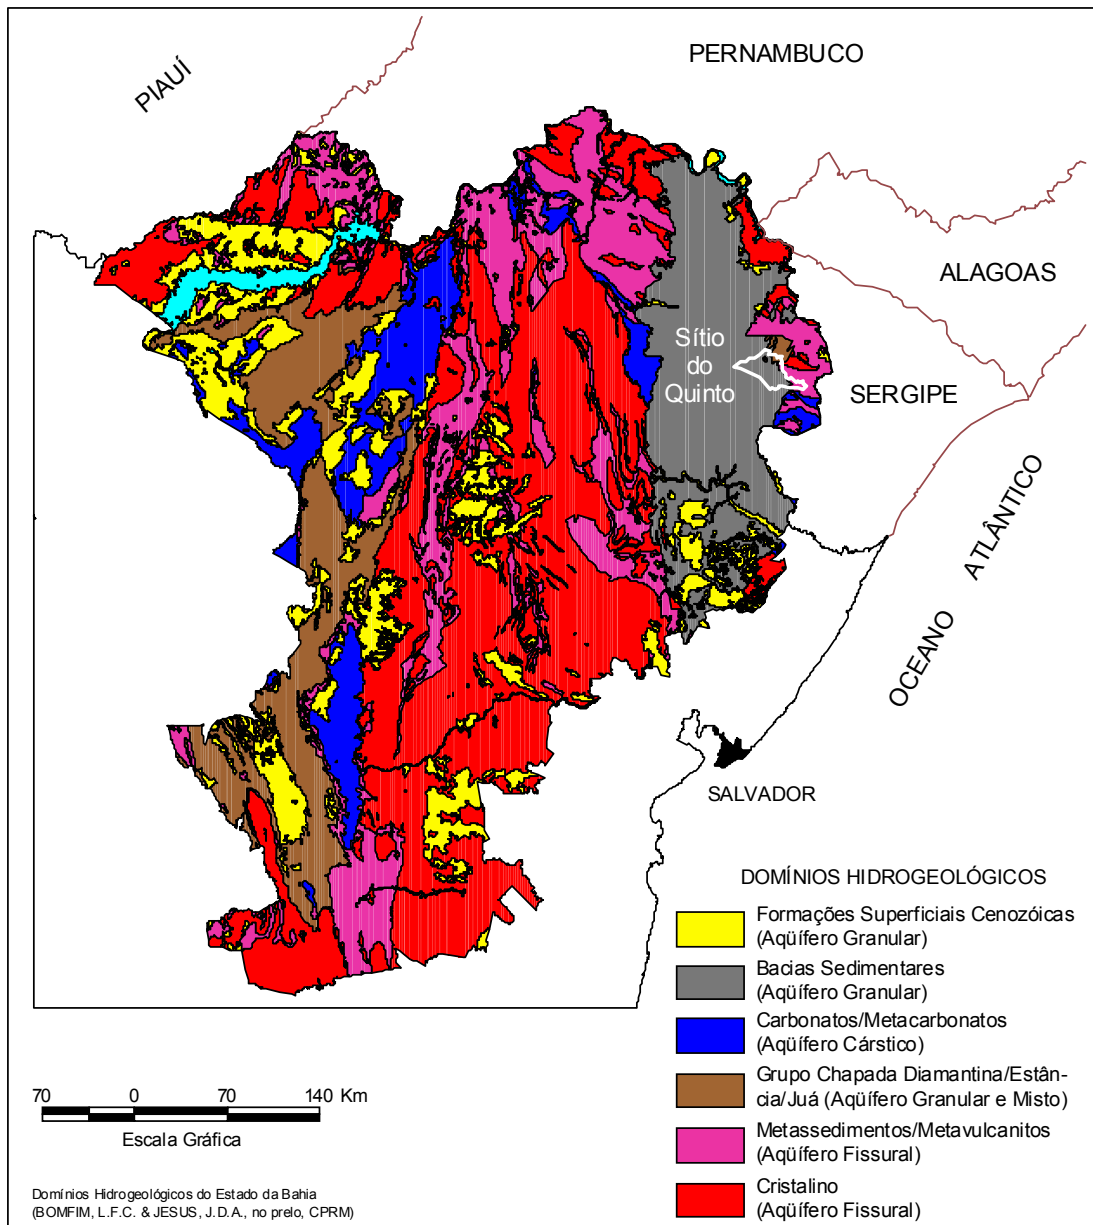 PIAUÍ
PERNAMBUCO
ALAGOAS
Sítio
do
Quinto
SERGIPE
OCEANO ATLÂNTICO
SALVADOR
DOMÍNIOS HIDROGEOLÓGICOS
Formações Superficiais Cenozóicas
(Aqüífero Granular)
Bacias Sedimentares
(Aqüífero Granular)
Carbonatos/Metacarbonatos
(Aqüífero Cárstico)
Grupo Chapada Diamantina/Estân-
cia/Juá (Aqüífero Granular e Misto)
Metassedimentos/Metavulcanitos
(Aqüífero Fissural)
Cristalino
(Aqüífero Fissural)
70 0 70 140 Km
Escala Gráfica
Domínios Hidrogeológicos do Estado da Bahia
(BOMFIM, L.F.C. & JESUS, J.D.A., no prelo, CPRM)